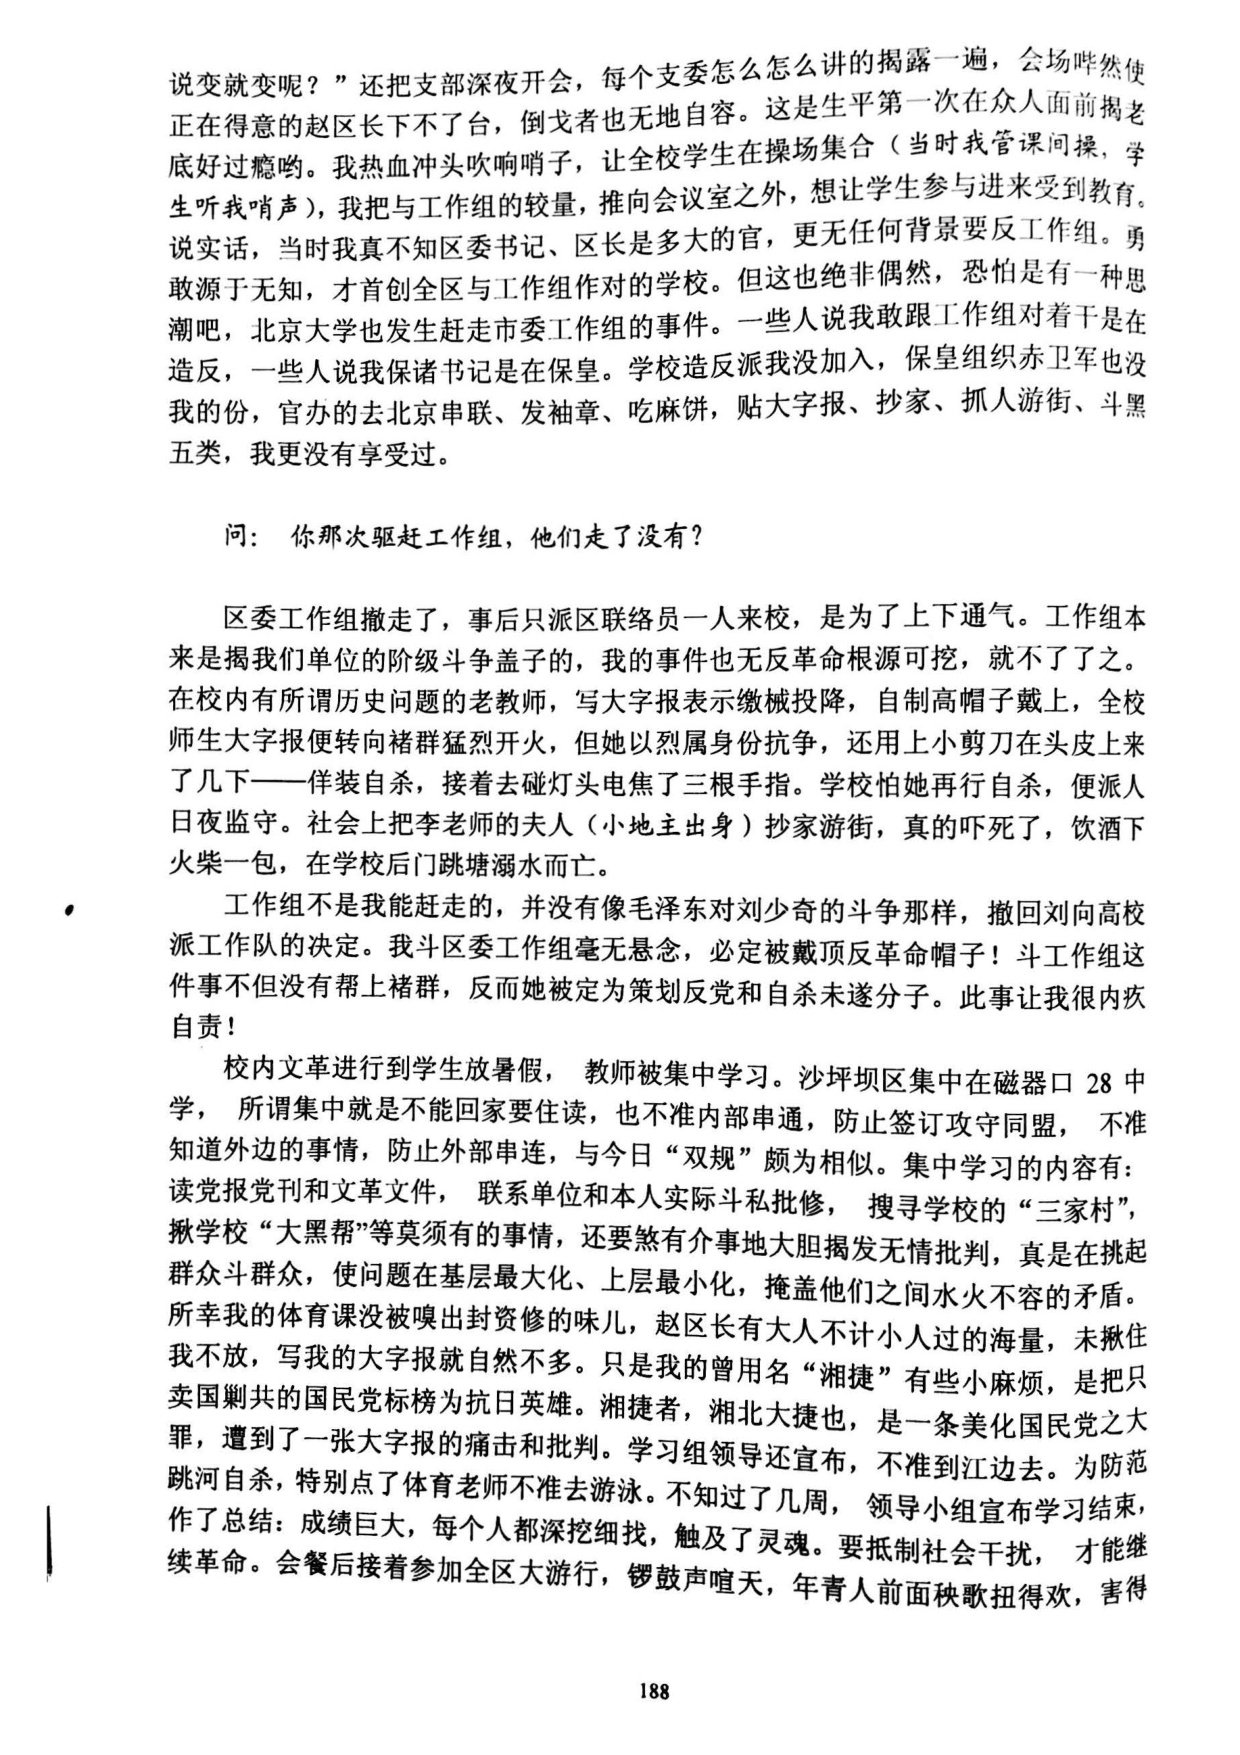 说变就变呢？”还把支部深夜开会，每个支委怎么怎么讲的揭露一遍，会场哗然使
正在得意的赵区长下不了台，倒戈者也无地自容。这是生平第一次在众人面前揭老
底好过瘾哟。我热血冲头吹响哨子，让全校学生在操场集合（当时我管课间操，学
生听我哨声），我把与工作组的较量，推向会议室之外，想让学生参与进来受到教育。
说实话，当时我真不知区委书记、区长是多大的官，更无任何背景要反工作组。勇
敢源于无知，才首创全区与工作组作对的学校。但这也绝非偶然，恐怕是有一种思
潮吧，北京大学也发生赶走市委工作组的事件。一些人说我敢跟工作组对着干是在
造反，一些人说我保诸书记是在保皇。学校造反派我没加入，保皇组织赤卫军也没
我的份，官办的去北京串联、发袖章、吃麻饼，贴大字报、抄家、抓人游街、斗黑
五类，我更没有享受过。
问： 你那次驱赶工作组，他们走了没有？
区委工作组撤走了，事后只派区联络员一人来校，是为了上下通气。工作组本
来是揭我们单位的阶级斗争盖子的，我的事件也无反革命根源可挖，就不了了之。
在校内有所谓历史问题的老教师，写大字报表示缴械投降，自制高帽子戴上，全校
师生大字报便转向褚群猛烈开火，但她以烈属身份抗争，还用上小剪刀在头皮上来
了几下——佯装自杀，接着去碰灯头电焦了三根手指。学校怕她再行自杀，便派人
日夜监守。社会上把李老师的夫人（小地主出身）抄家游街，真的吓死了，饮酒下
火柴一包，在学校后门跳塘溺水而亡。
工作组不是我能赶走的，并没有像毛泽东对刘少奇的斗争那样，撤回刘向高校
派工作队的决定。我斗区委工作组毫无悬念，必定被戴顶反革命帽子！斗工作组这
件事不但没有帮上褚群，反而她被定为策划反党和自杀未遂分子。此事让我很内疚
自责！
校内文革进行到学生放暑假， 教师被集中学习。沙坪坝区集中在磁器口 28 中
学， 所谓集中就是不能回家要住读，也不准内部串通，防止签订攻守同盟， 不准
知道外边的事情，防止外部串连，与今日“双规”颇为相似。集中学习的内容有：
读党报党刊和文革文件， 联系单位和本人实际斗私批修， 搜寻学校的“三家村”，
揪学校“大黑帮”等莫须有的事情，还要煞有介事地大胆揭发无情批判，真是在挑起
群众斗群众，使问题在基层最大化、上层最小化，掩盖他们之间水火不容的矛盾。
所幸我的体育课没被嗅出封资修的味儿，赵区长有大人不计小人过的海量，未揪住
我不放，写我的大字报就自然不多。只是我的曾用名“湘捷”有些小麻烦，是把只
卖国剿共的国民党标榜为抗日英雄。湘捷者，湘北大捷也，是一条美化国民党之大
罪，遭到了一张大字报的痛击和批判。学习组领导还宣布，不准到江边去。为防范
跳河自杀，特别点了体育老师不准去游泳。不知过了几周， 领导小组宣布学习结束，
作了总结：成绩巨大，每个人都深挖细找，触及了灵魂。要抵制社会干扰， 才能继
续革命。会餐后接着参加全区大游行，锣鼓声喧天，年青人前面秧歌扭得欢，害得
188